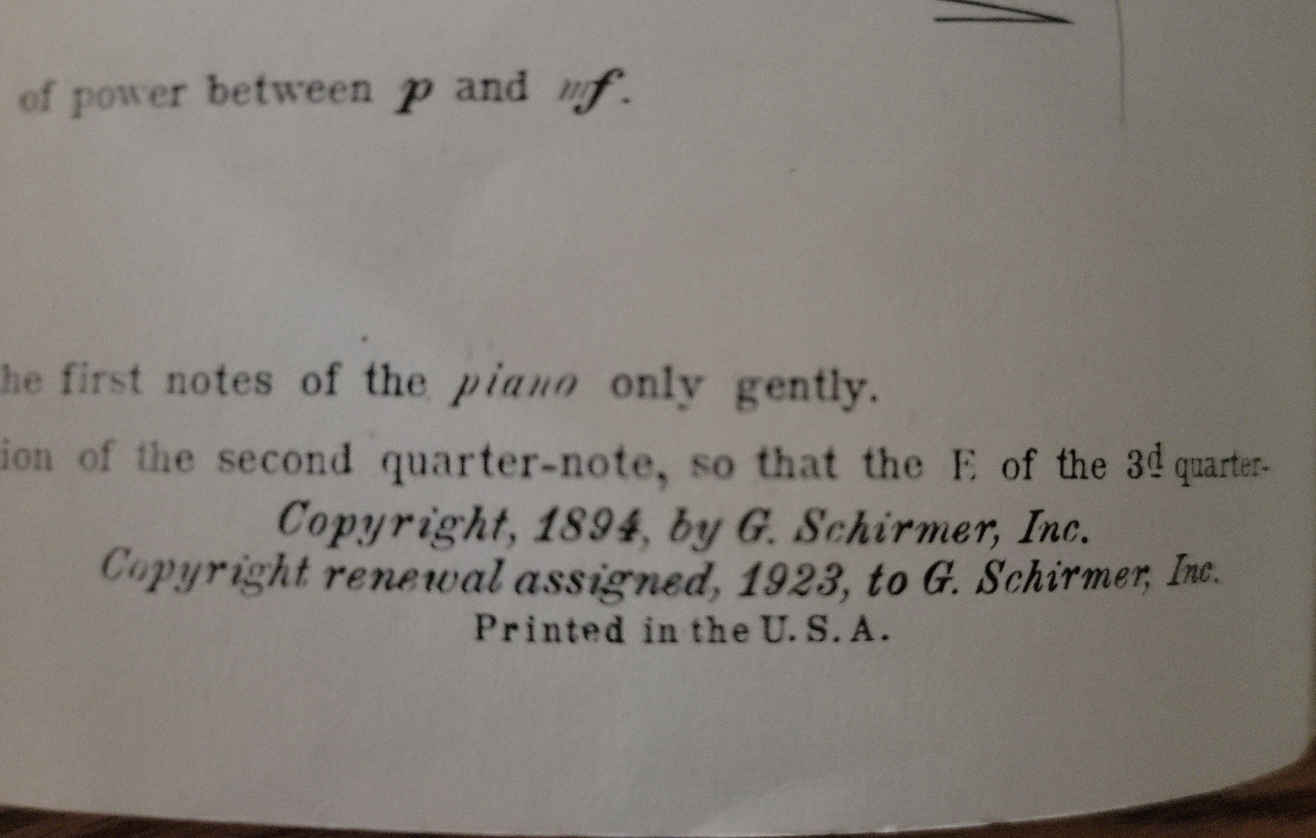 of power between p and mf.
he first notes of the piano only gently.
ion of the second quarter-note, so that the E of the 3d quarter-
Copyright, 1894, by G. Schirmer, Inc.
Copyright renewal assigned, 1923, to G. Schirmer, Inc.
Printed in the U. S. A.